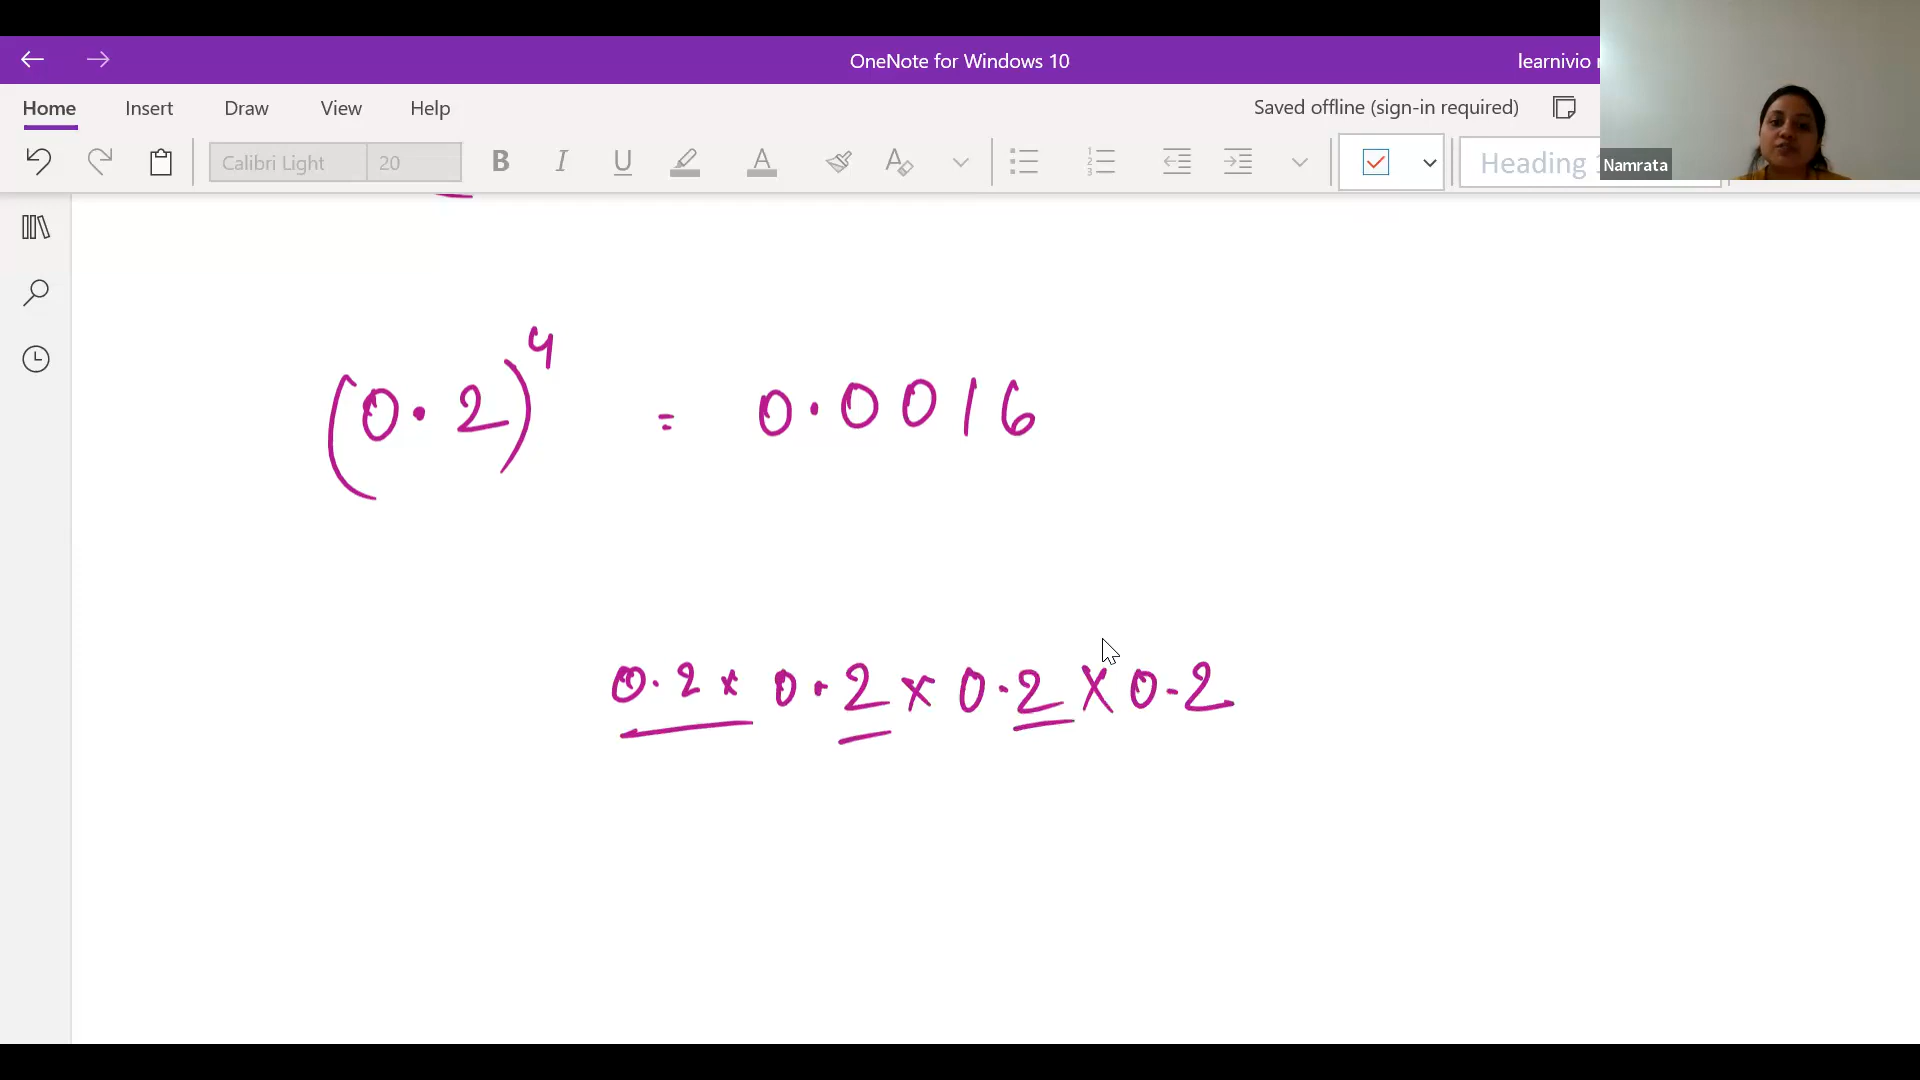 OneNote for Windows 10
learnivio
Home Insert Draw View Help
Saved offline (sign-in required)
Calibri Light 20 B I U A A
Heading
Namrata
(0.2)⁴ = 0.0016
0.2 × 0.2 × 0.2 × 0.2